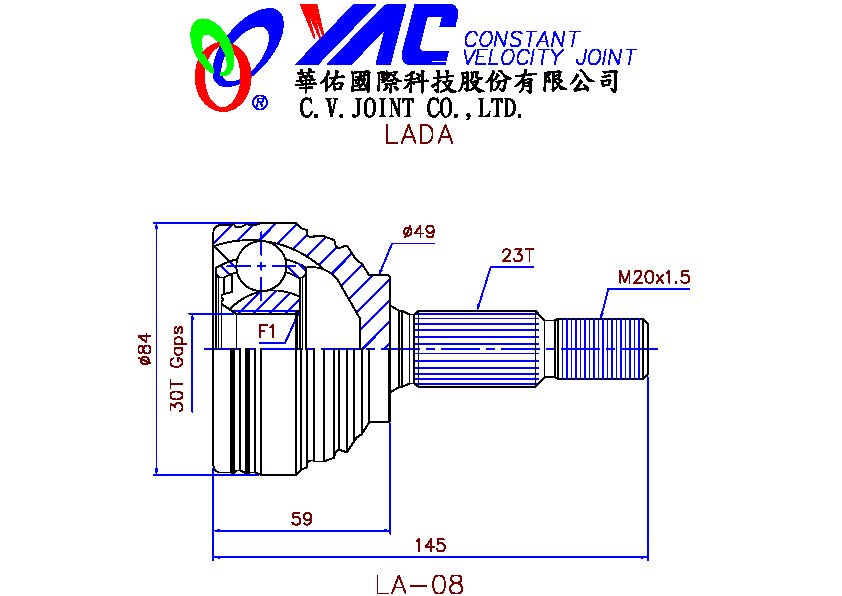 YAC CONSTANT
VELOCITY JOINT
®
華佑國際科技股份有限公司
C.V.JOINT CO.,LTD.
LADA
ø49
23T
M20x1.5
F1
ø84
30T Gaps
59
145
LA-08